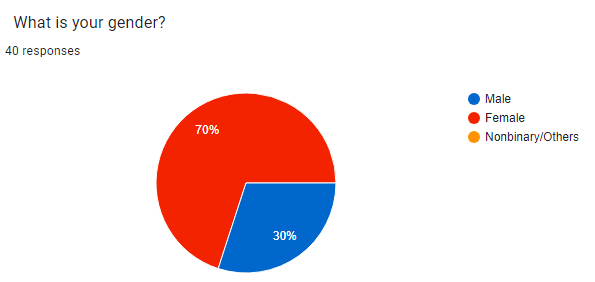 What is your gender?
40 responses
Male
Female
Nonbinary/Others
70%
30%